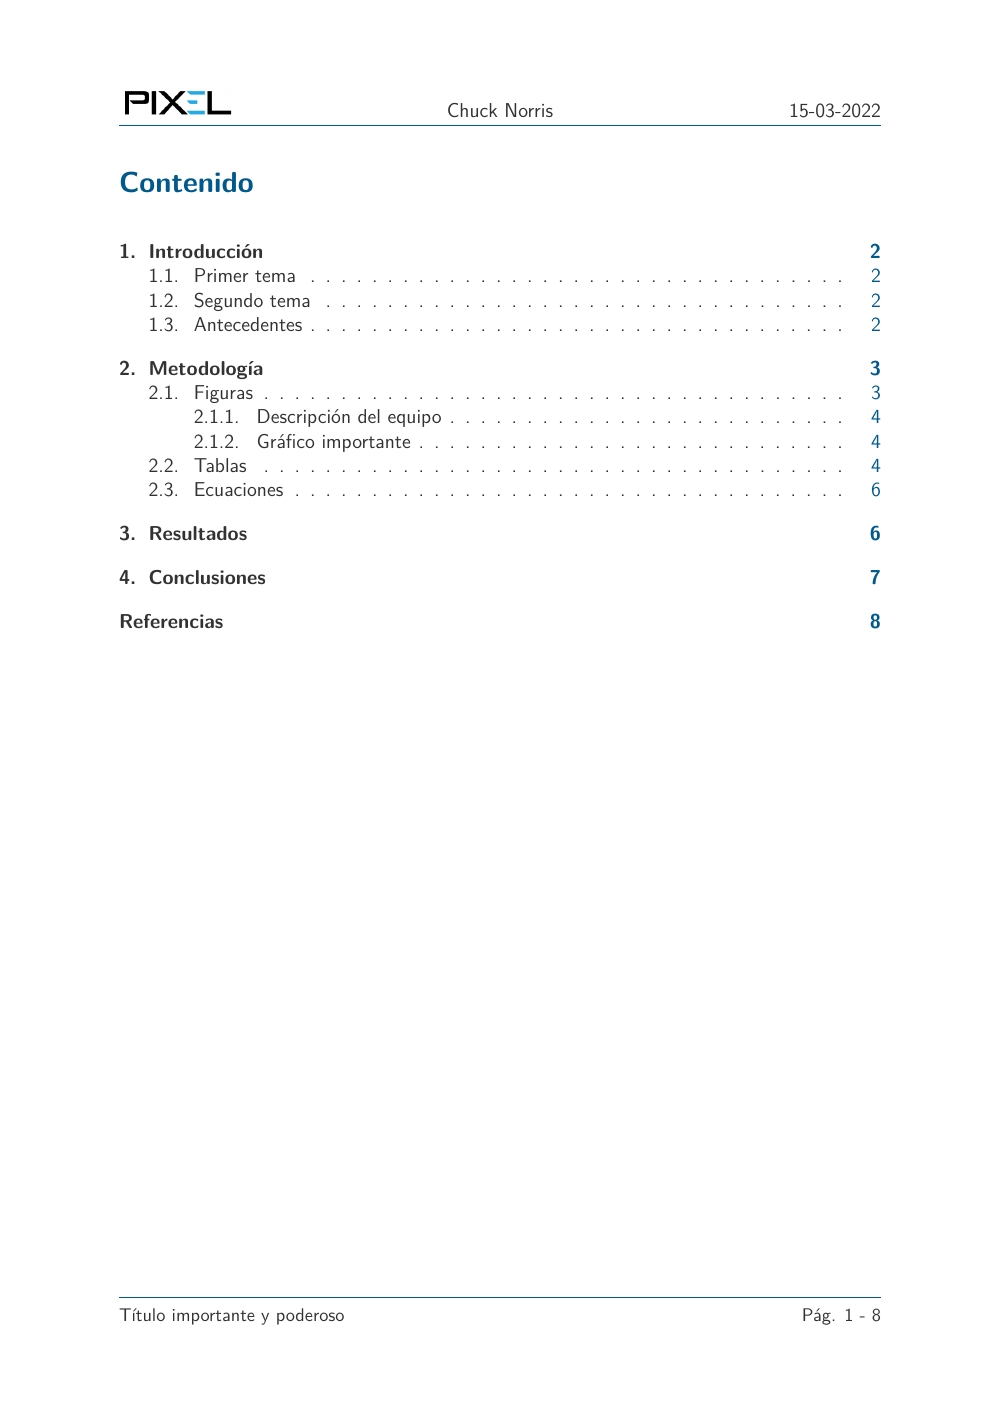 PIXEL Chuck Norris 15-03-2022
Contenido
1. Introducción 2
1.1. Primer tema . . . . . . . . . . . . . . . . . . . . . . . . . . . . . . . . . . . 2
1.2. Segundo tema . . . . . . . . . . . . . . . . . . . . . . . . . . . . . . . . . . 2
1.3. Antecedentes . . . . . . . . . . . . . . . . . . . . . . . . . . . . . . . . . . . 2
2. Metodología 3
2.1. Figuras . . . . . . . . . . . . . . . . . . . . . . . . . . . . . . . . . . . . . . 3
2.1.1. Descripción del equipo . . . . . . . . . . . . . . . . . . . . . . . . . . 4
2.1.2. Gráfico importante . . . . . . . . . . . . . . . . . . . . . . . . . . . . 4
2.2. Tablas . . . . . . . . . . . . . . . . . . . . . . . . . . . . . . . . . . . . . . 4
2.3. Ecuaciones . . . . . . . . . . . . . . . . . . . . . . . . . . . . . . . . . . . . 6
3. Resultados 6
4. Conclusiones 7
Referencias 8
Título importante y poderoso Pág. 1 - 8